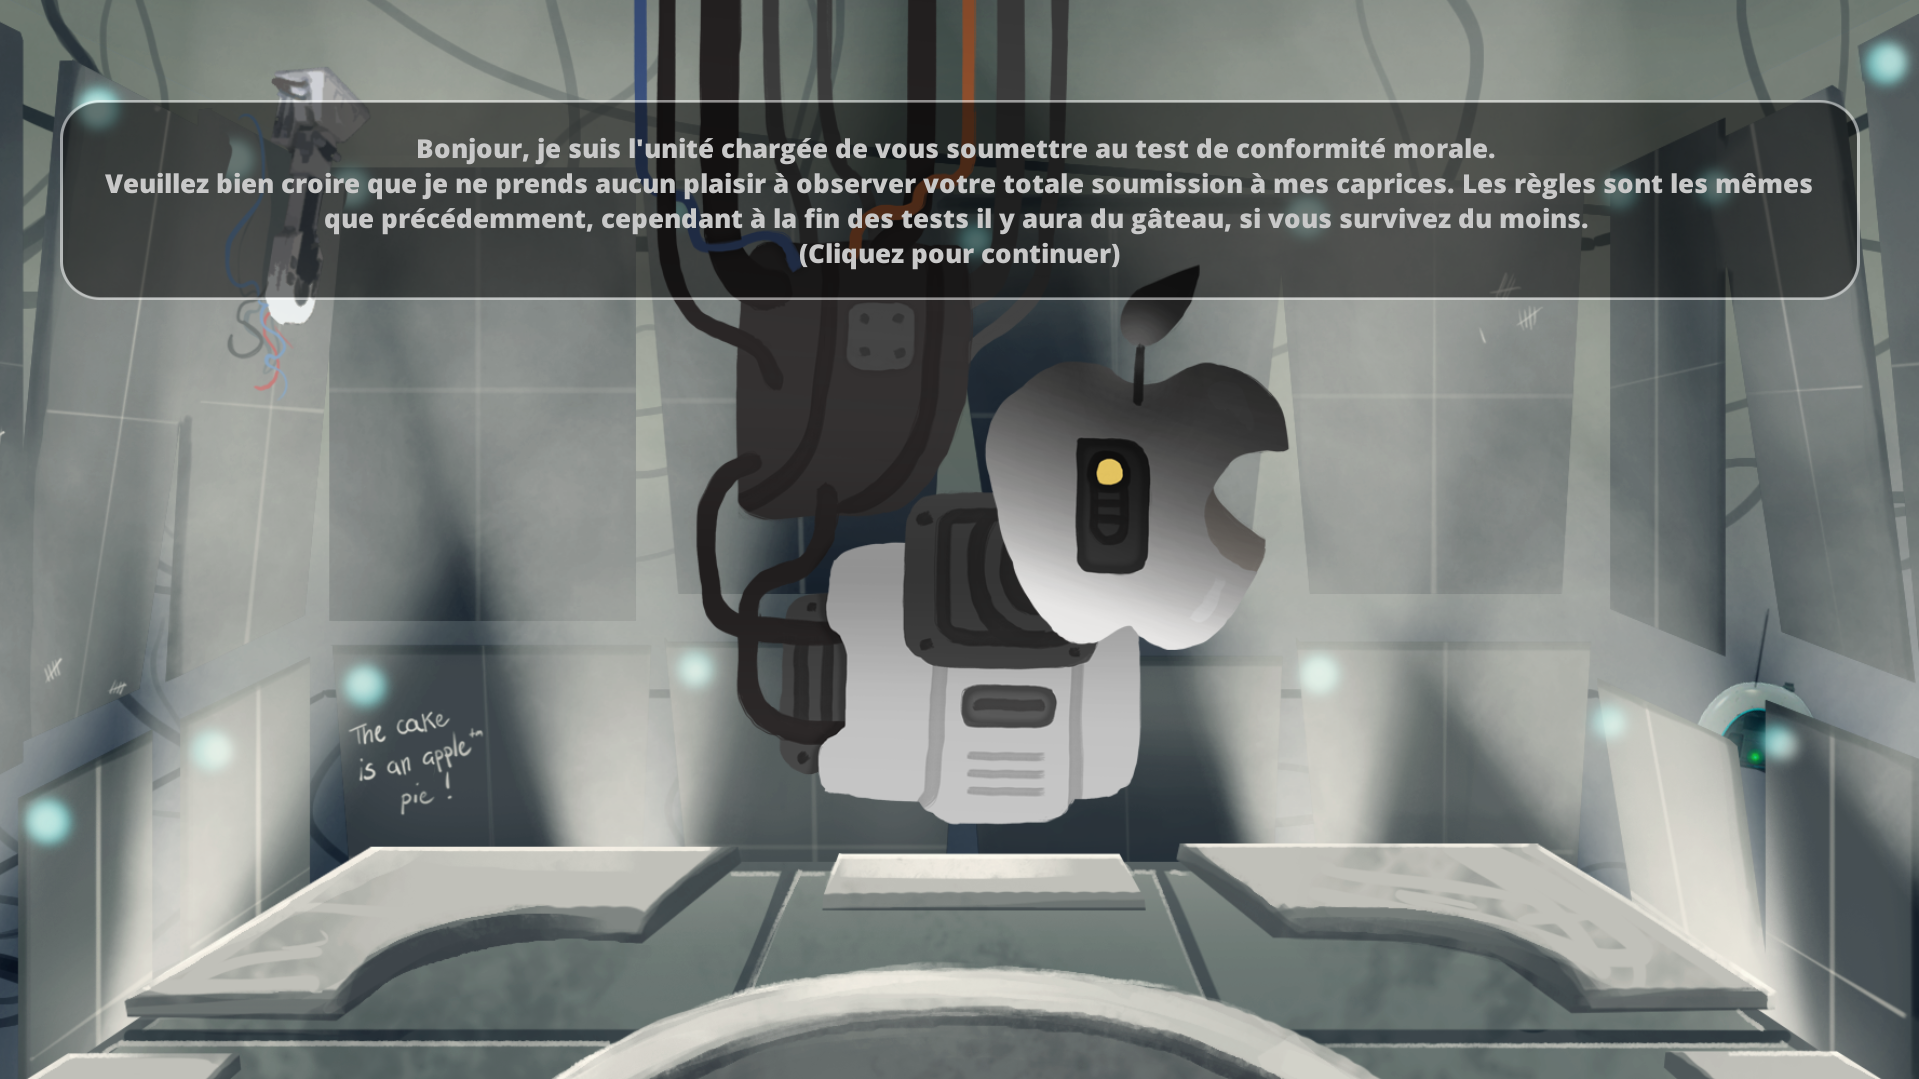 Bonjour, je suis l'unité chargée de vous soumettre au test de conformité morale.
Veuillez bien croire que je ne prends aucun plaisir à observer votre totale soumission à mes caprices. Les règles sont les mêmes
que précédemment, cependant à la fin des tests il y aura du gâteau, si vous survivez du moins.
(Cliquez pour continuer)
The cake
is an apple™
pie !